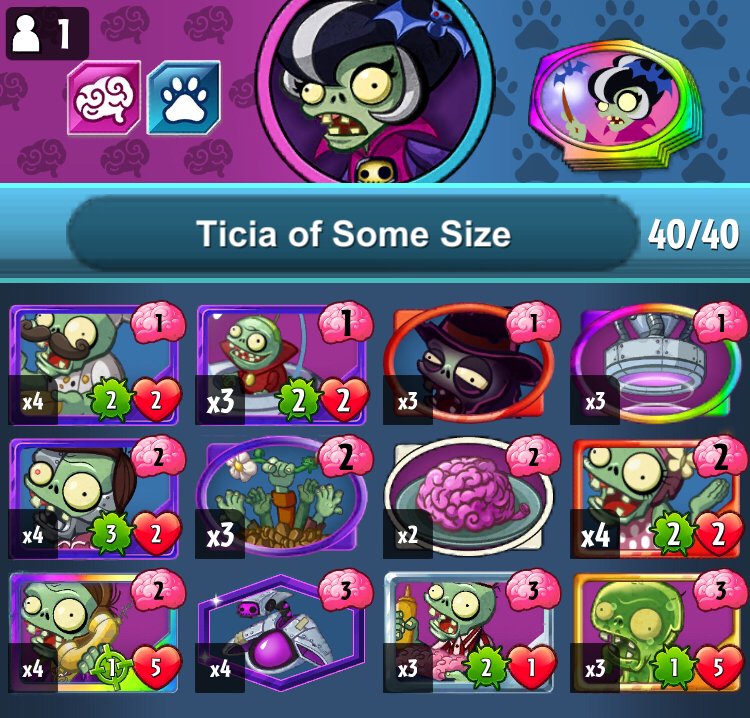 1
Ticia of Some Size 40/40
1 1 1 1
x4 2 2 x3 2 2 x3 x3
2 2 2 2
x4 3 2 x3 x2 x4 2 2
2 3 3 3
x4 1 5 x4 x3 2 1 x3 1 5